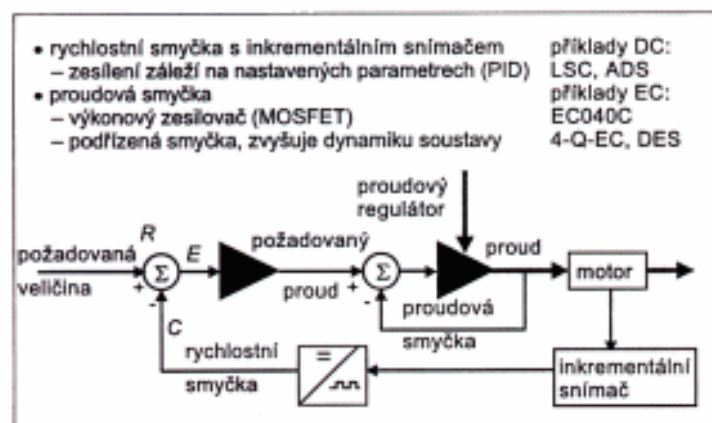 • rychlostní smyčka s inkrementálním snímačem příklady DC:
– zesílení záleží na nastavených parametrech (PID) LSC, ADS
• proudová smyčka příklady EC:
– výkonový zesilovač (MOSFET) EC040C
– podřízená smyčka, zvyšuje dynamiku soustavy 4-Q-EC, DES
proudový
regulátor
R
požadovaná
veličina
Σ
+
-
E
požadovaný
proud
Σ
+
-
proud
motor
proudová
smyčka
C
rychlostní
smyčka
=
inkrementální
snímač